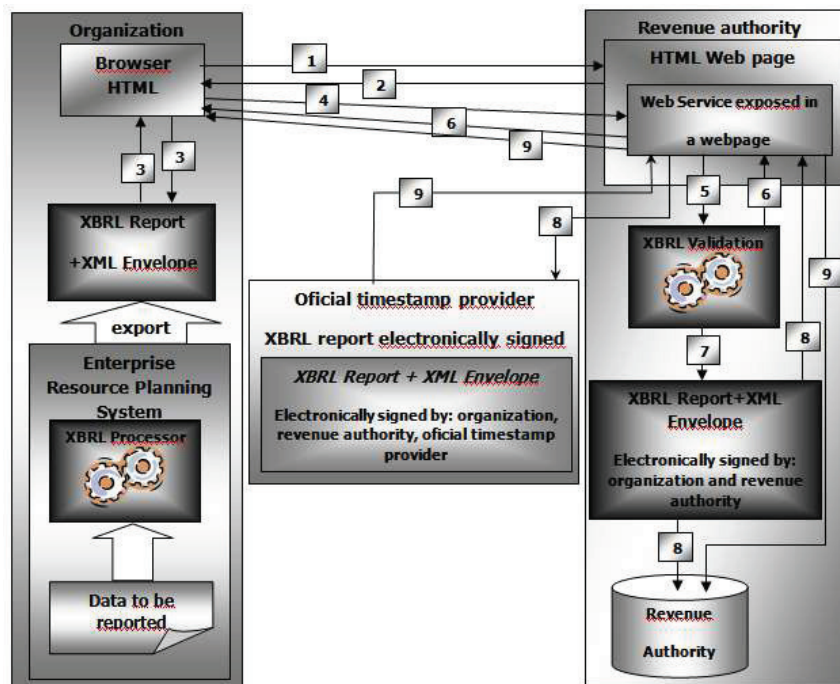 Organization
Browser
HTML
3
3
XBRL Report
+XML Envelope
export
Enterprise
Resource Planning
System
XBRL Processor
Data to be
reported
1
2
4
6
9
9
8
Oficial timestamp provider
XBRL report electronically signed
XBRL Report + XML Envelope
Electronically signed by: organization,
revenue authority, oficial timestamp
provider
Revenue authority
HTML Web page
Web Service exposed in
a webpage
5
6
XBRL Validation
9
8
7
XBRL Report+XML
Envelope
Electronically signed by:
organization and revenue
authority
8
Revenue
Authority